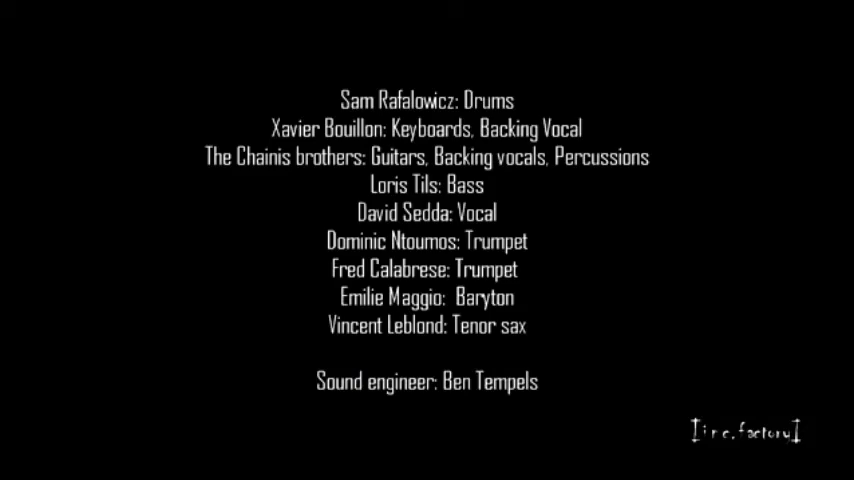 Sam Rafalowicz: Drums
Xavier Bouillon: Keyboards, Backing Vocal
The Chainis brothers: Guitars, Backing vocals, Percussions
Loris Tils: Bass
David Sedda: Vocal
Dominic Ntoumos: Trumpet
Fred Calabrese: Trumpet
Emilie Maggio: Baryton
Vincent Leblond: Tenor sax
Sound engineer: Ben Tempels
[irc.factory]